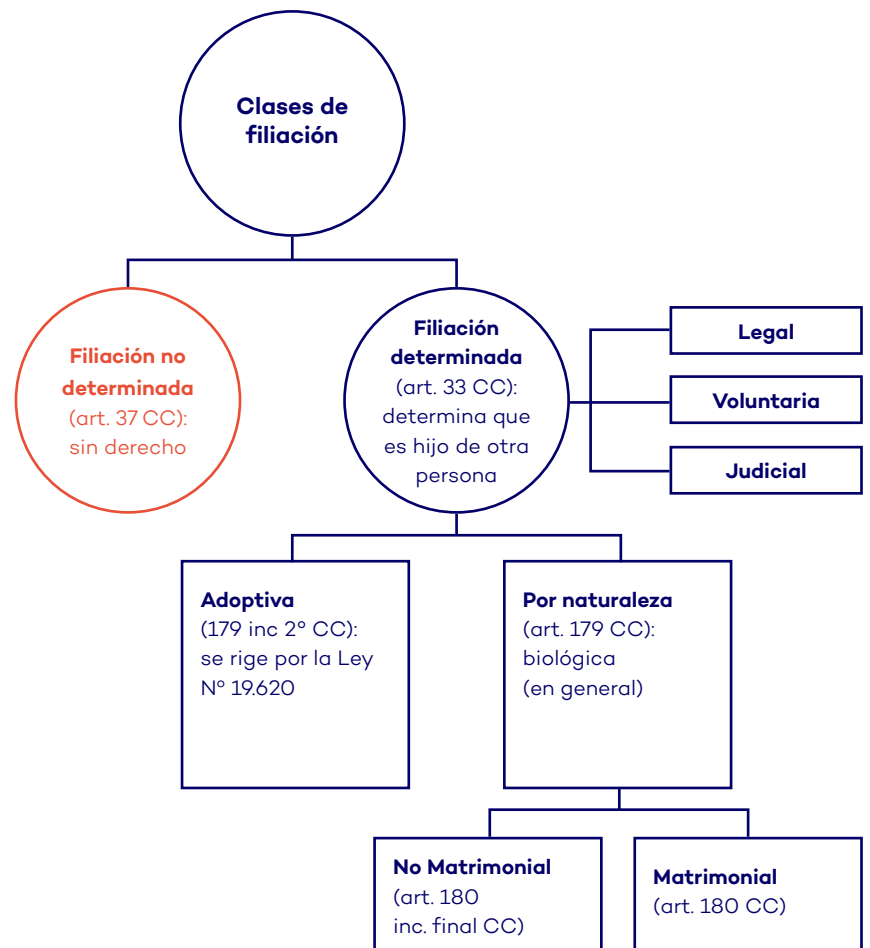 Clases de
filiación
Filiación no
determinada
(art. 37 CC):
sin derecho
Filiación
determinada
(art. 33 CC):
determina que
es hijo de otra
persona
Legal
Voluntaria
Judicial
Adoptiva
(179 inc 2° CC):
se rige por la Ley
N° 19.620
Por naturaleza
(art. 179 CC):
biológica
(en general)
No Matrimonial
(art. 180
inc. final CC)
Matrimonial
(art. 180 CC)